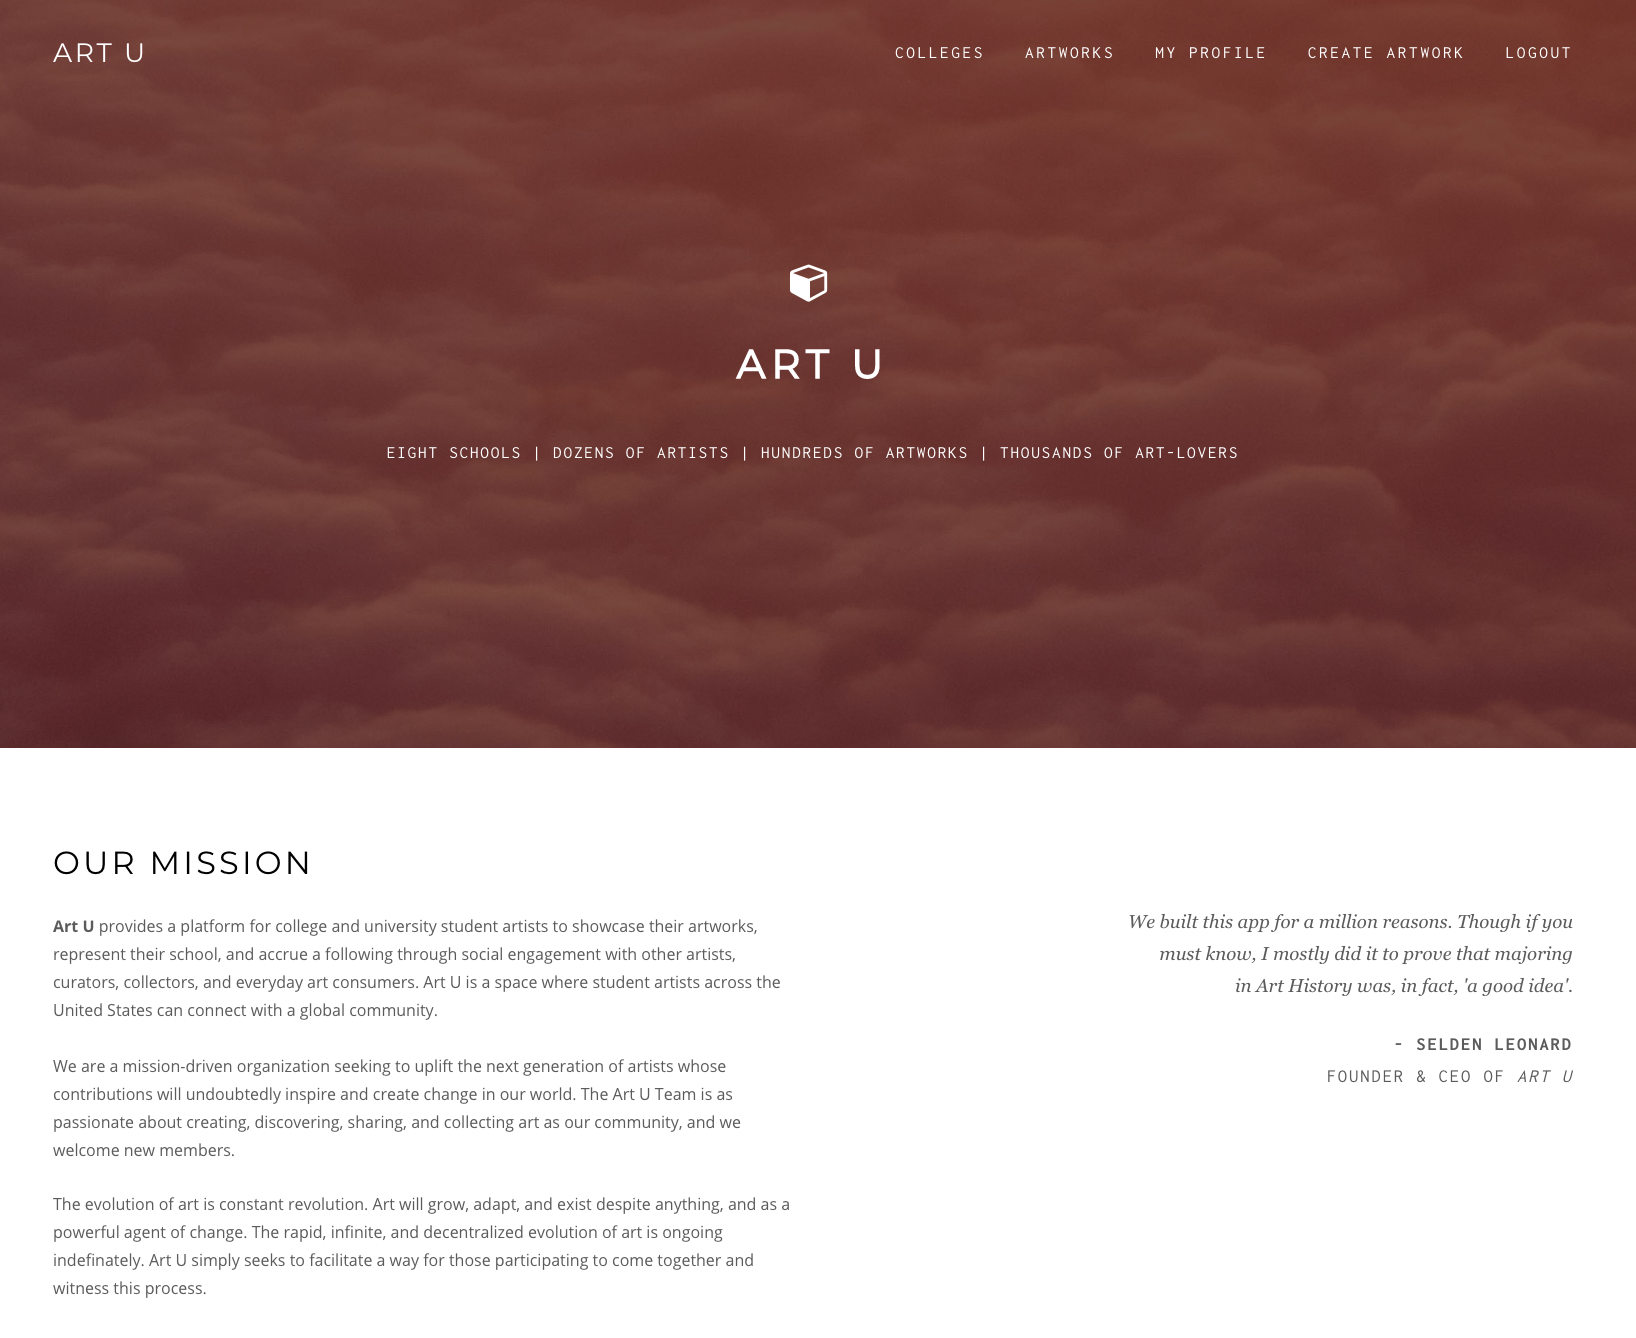 ART U
COLLEGES ARTWORKS MY PROFILE CREATE ARTWORK LOGOUT
ART U
EIGHT SCHOOLS | DOZENS OF ARTISTS | HUNDREDS OF ARTWORKS | THOUSANDS OF ART-LOVERS
OUR MISSION
Art U provides a platform for college and university student artists to showcase their artworks,
represent their school, and accrue a following through social engagement with other artists,
curators, collectors, and everyday art consumers. Art U is a space where student artists across the
United States can connect with a global community.
We are a mission-driven organization seeking to uplift the next generation of artists whose
contributions will undoubtedly inspire and create change in our world. The Art U Team is as
passionate about creating, discovering, sharing, and collecting art as our community, and we
welcome new members.
The evolution of art is constant revolution. Art will grow, adapt, and exist despite anything, and as a
powerful agent of change. The rapid, infinite, and decentralized evolution of art is ongoing
indefinately. Art U simply seeks to facilitate a way for those participating to come together and
witness this process.
We built this app for a million reasons. Though if you
must know, I mostly did it to prove that majoring
in Art History was, in fact, 'a good idea'.
- SELDEN LEONARD
FOUNDER & CEO OF ART U